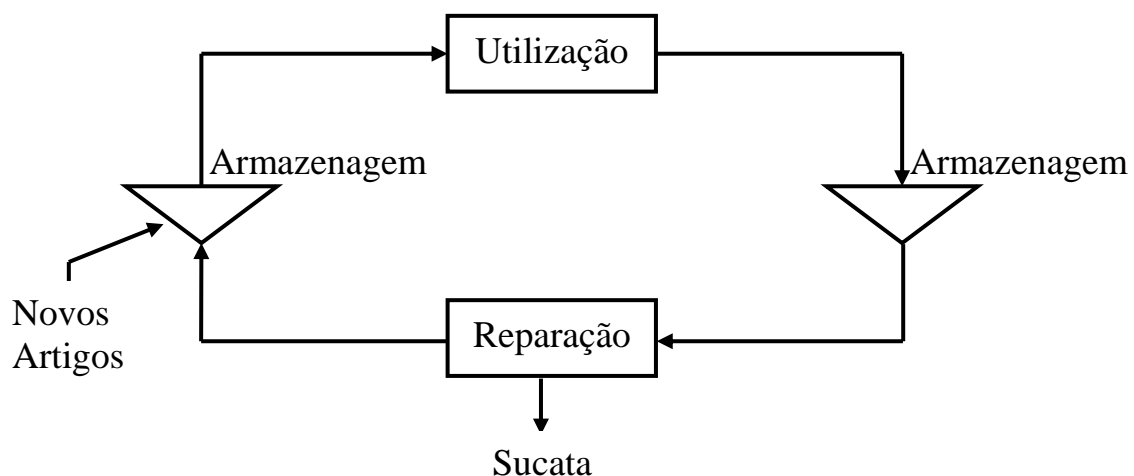 Utilização
Armazenagem
Armazenagem
Novos
Artigos
Reparação
Sucata